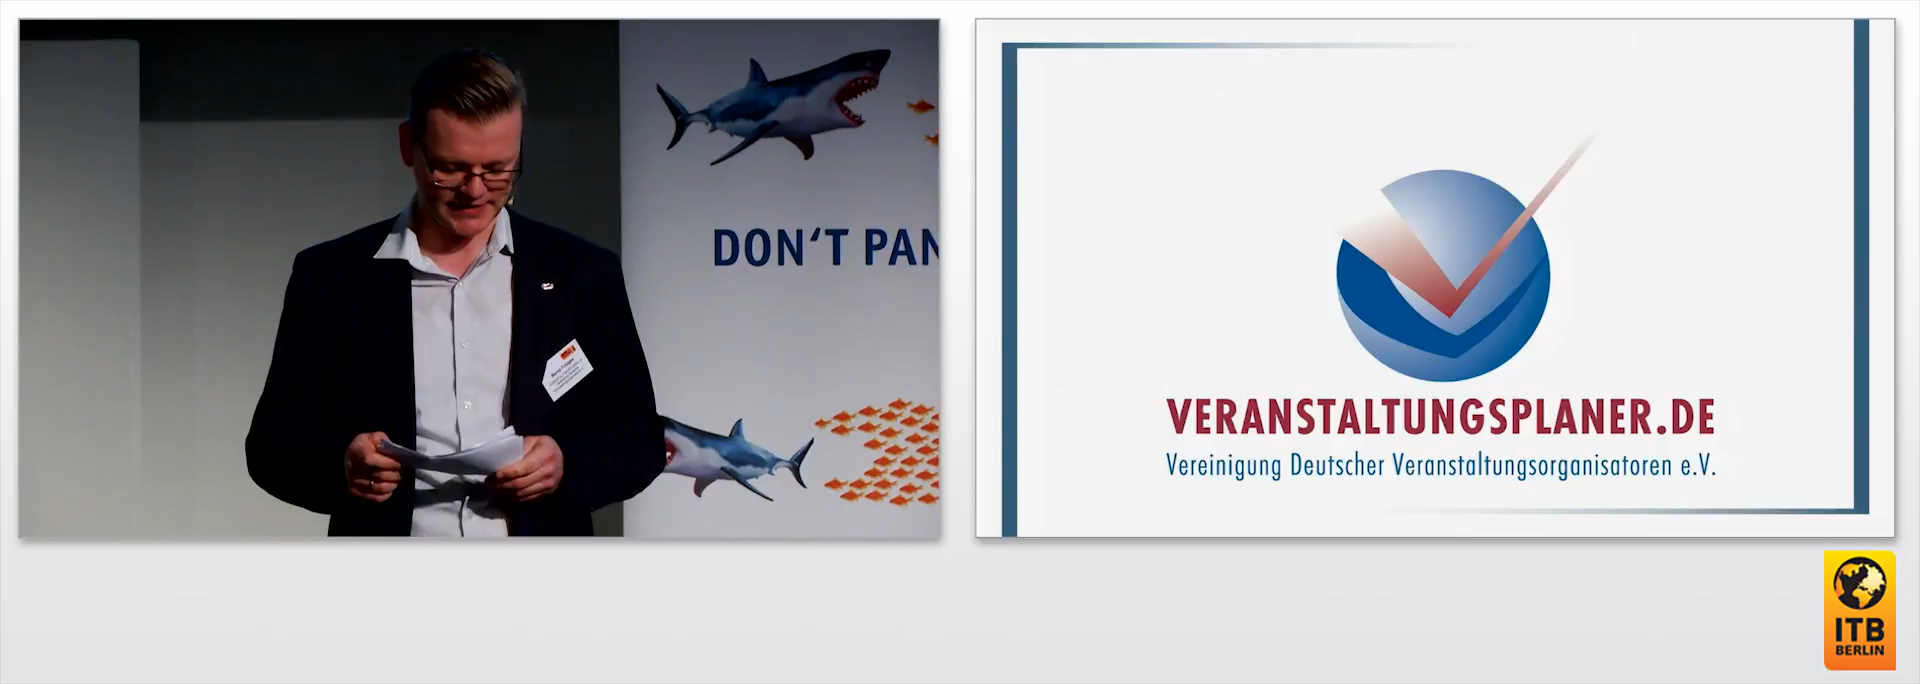 DON‘T PAN
VERANSTALTUNGSPLANER.DE
Vereinigung Deutscher Veranstaltungsorganisatoren e.V.
ITB
BERLIN